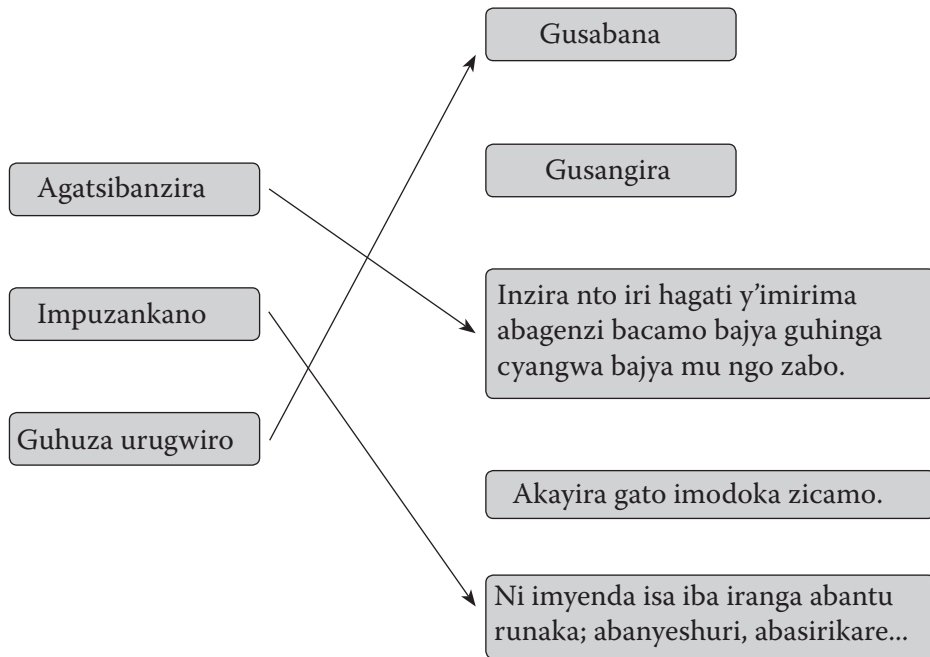 Agatsibanzira
Impuzankano
Guhuza urugwiro
Gusabana
Gusangira
Inzira nto iri hagati y’imirima
abagenzi bacamo bajya guhinga
cyangwa bajya mu ngo zabo.
Akayira gato imodoka zicamo.
Ni imyenda isa iba iranga abantu
runaka; abanyeshuri, abasirikare...